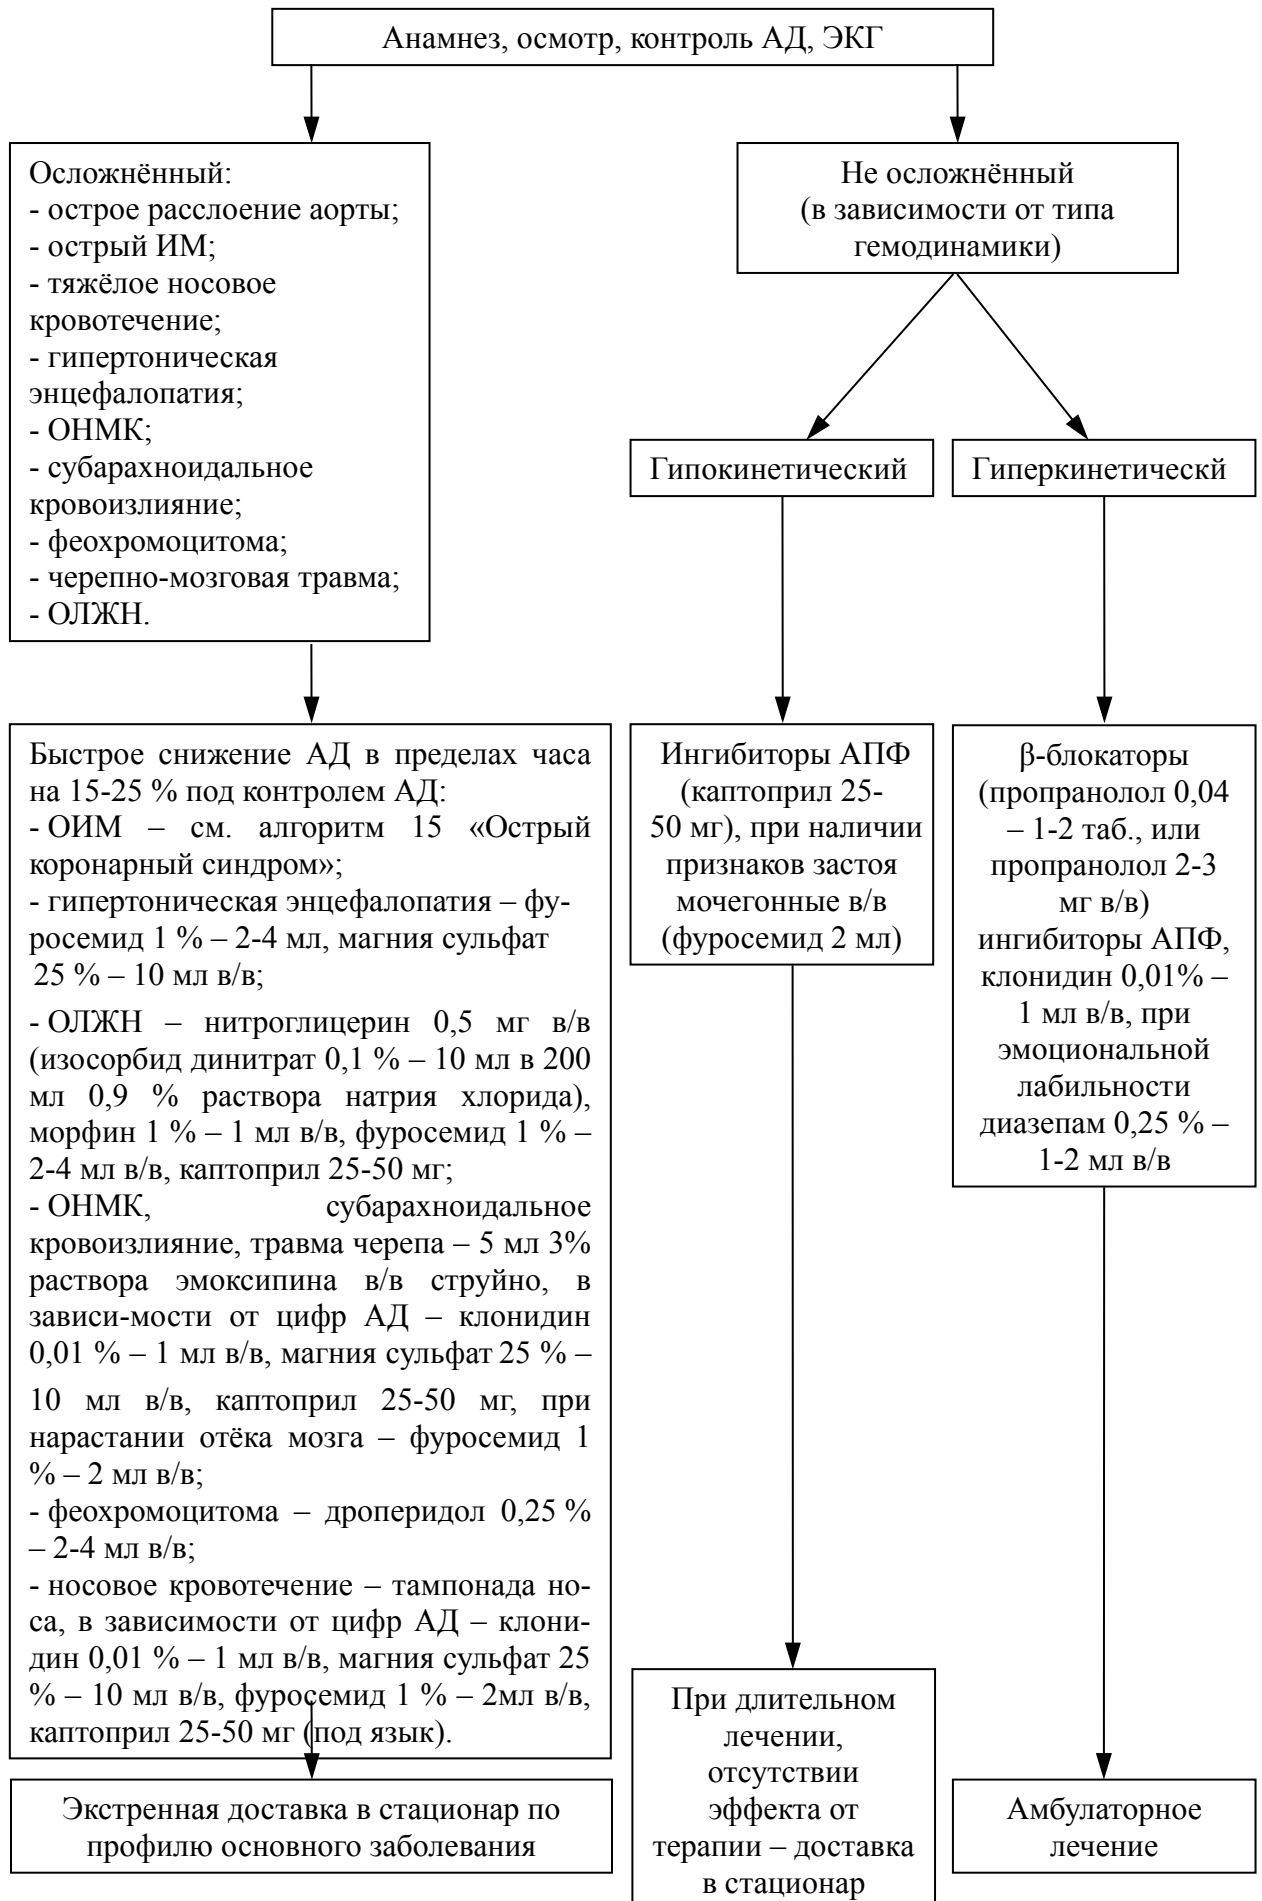 Анамнез, осмотр, контроль АД, ЭКГ
Осложнённый:
- острое расслоение аорты;
- острый ИМ;
- тяжёлое носовое
кровотечение;
- гипертоническая
энцефалопатия;
- ОНМК;
- субарахноидальное
кровоизлияние;
- феохромоцитома;
- черепно-мозговая травма;
- ОЛЖН.
Не осложнённый
(в зависимости от типа
гемодинамики)
Гипокинетический
Гиперкинетическй
Быстрое снижение АД в пределах часа
на 15-25 % под контролем АД:
- ОИМ – см. алгоритм 15 «Острый
коронарный синдром»;
- гипертоническая энцефалопатия – фу-
росемид 1 % – 2-4 мл, магния сульфат
25 % – 10 мл в/в;
- ОЛЖН – нитроглицерин 0,5 мг в/в
(изосорбид динитрат 0,1 % – 10 мл в 200
мл 0,9 % раствора натрия хлорида),
морфин 1 % – 1 мл в/в, фуросемид 1 % –
2-4 мл в/в, каптоприл 25-50 мг;
- ОНМК, субарахноидальное
кровоизлияние, травма черепа – 5 мл 3%
раствора эмоксипина в/в струйно, в
зависи-мости от цифр АД – клонидин
0,01 % – 1 мл в/в, магния сульфат 25 % –
10 мл в/в, каптоприл 25-50 мг, при
нарастании отёка мозга – фуросемид 1
% – 2 мл в/в;
- феохромоцитома – дроперидол 0,25 %
– 2-4 мл в/в;
- носовое кровотечение – тампонада но-
са, в зависимости от цифр АД – клони-
дин 0,01 % – 1 мл в/в, магния сульфат 25
% – 10 мл в/в, фуросемид 1 % – 2мл в/в,
каптоприл 25-50 мг (под язык).
Ингибиторы АПФ
(каптоприл 25-
50 мг), при наличии
признаков застоя
мочегонные в/в
(фуросемид 2 мл)
β-блокаторы
(пропранолол 0,04
– 1-2 таб., или
пропранолол 2-3
мг в/в)
ингибиторы АПФ,
клонидин 0,01% –
1 мл в/в, при
эмоциональной
лабильности
диазепам 0,25 % –
1-2 мл в/в
Экстренная доставка в стационар по
профилю основного заболевания
При длительном
лечении,
отсутствии
эффекта от
терапии – доставка
в стационар
Амбулаторное
лечение